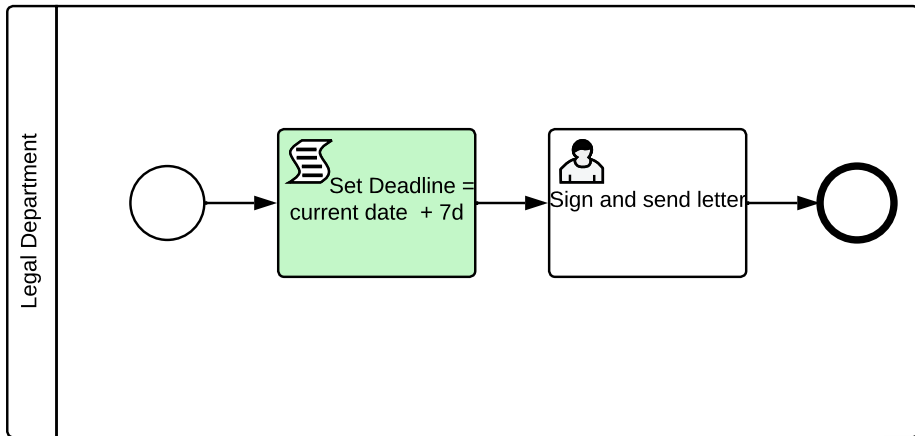 Legal Department
Set Deadline =
current date + 7d
Sign and send letter